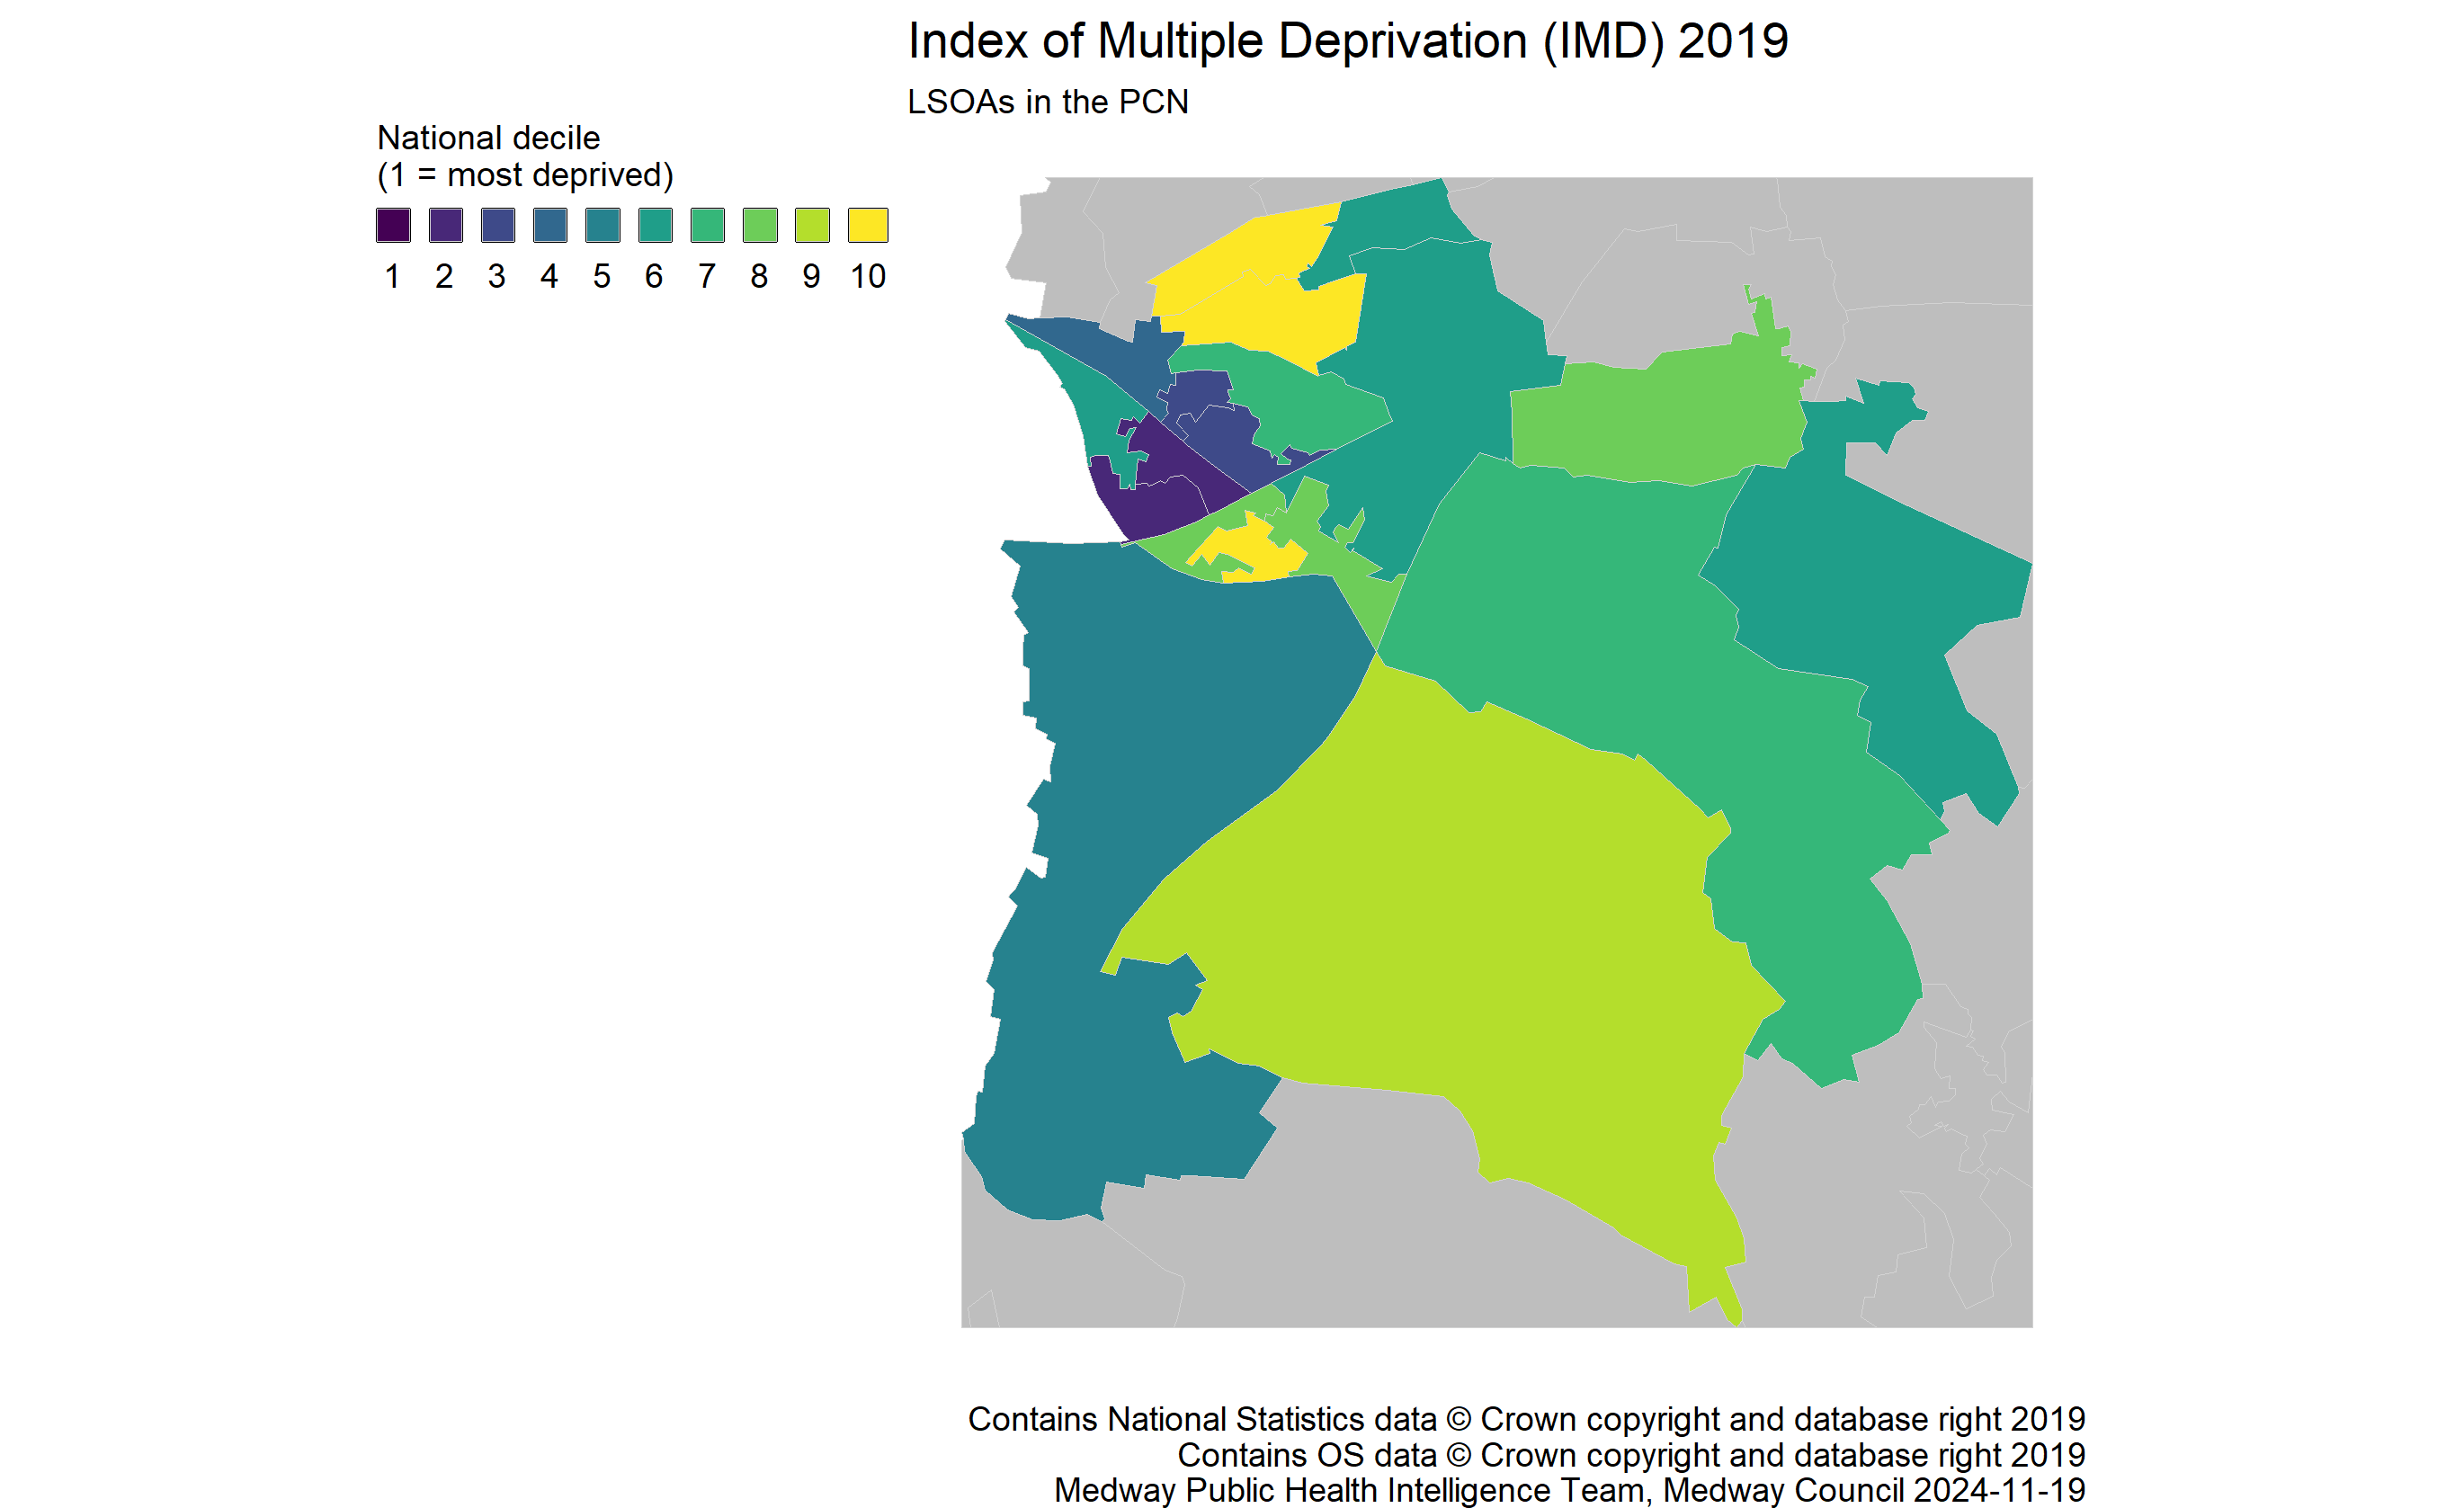 Index of Multiple Deprivation (IMD) 2019
LSOAs in the PCN
National decile
(1 = most deprived)
1 2 3 4 5 6 7 8 9 10
Contains National Statistics data © Crown copyright and database right 2019
Contains OS data © Crown copyright and database right 2019
Medway Public Health Intelligence Team, Medway Council 2024-11-19